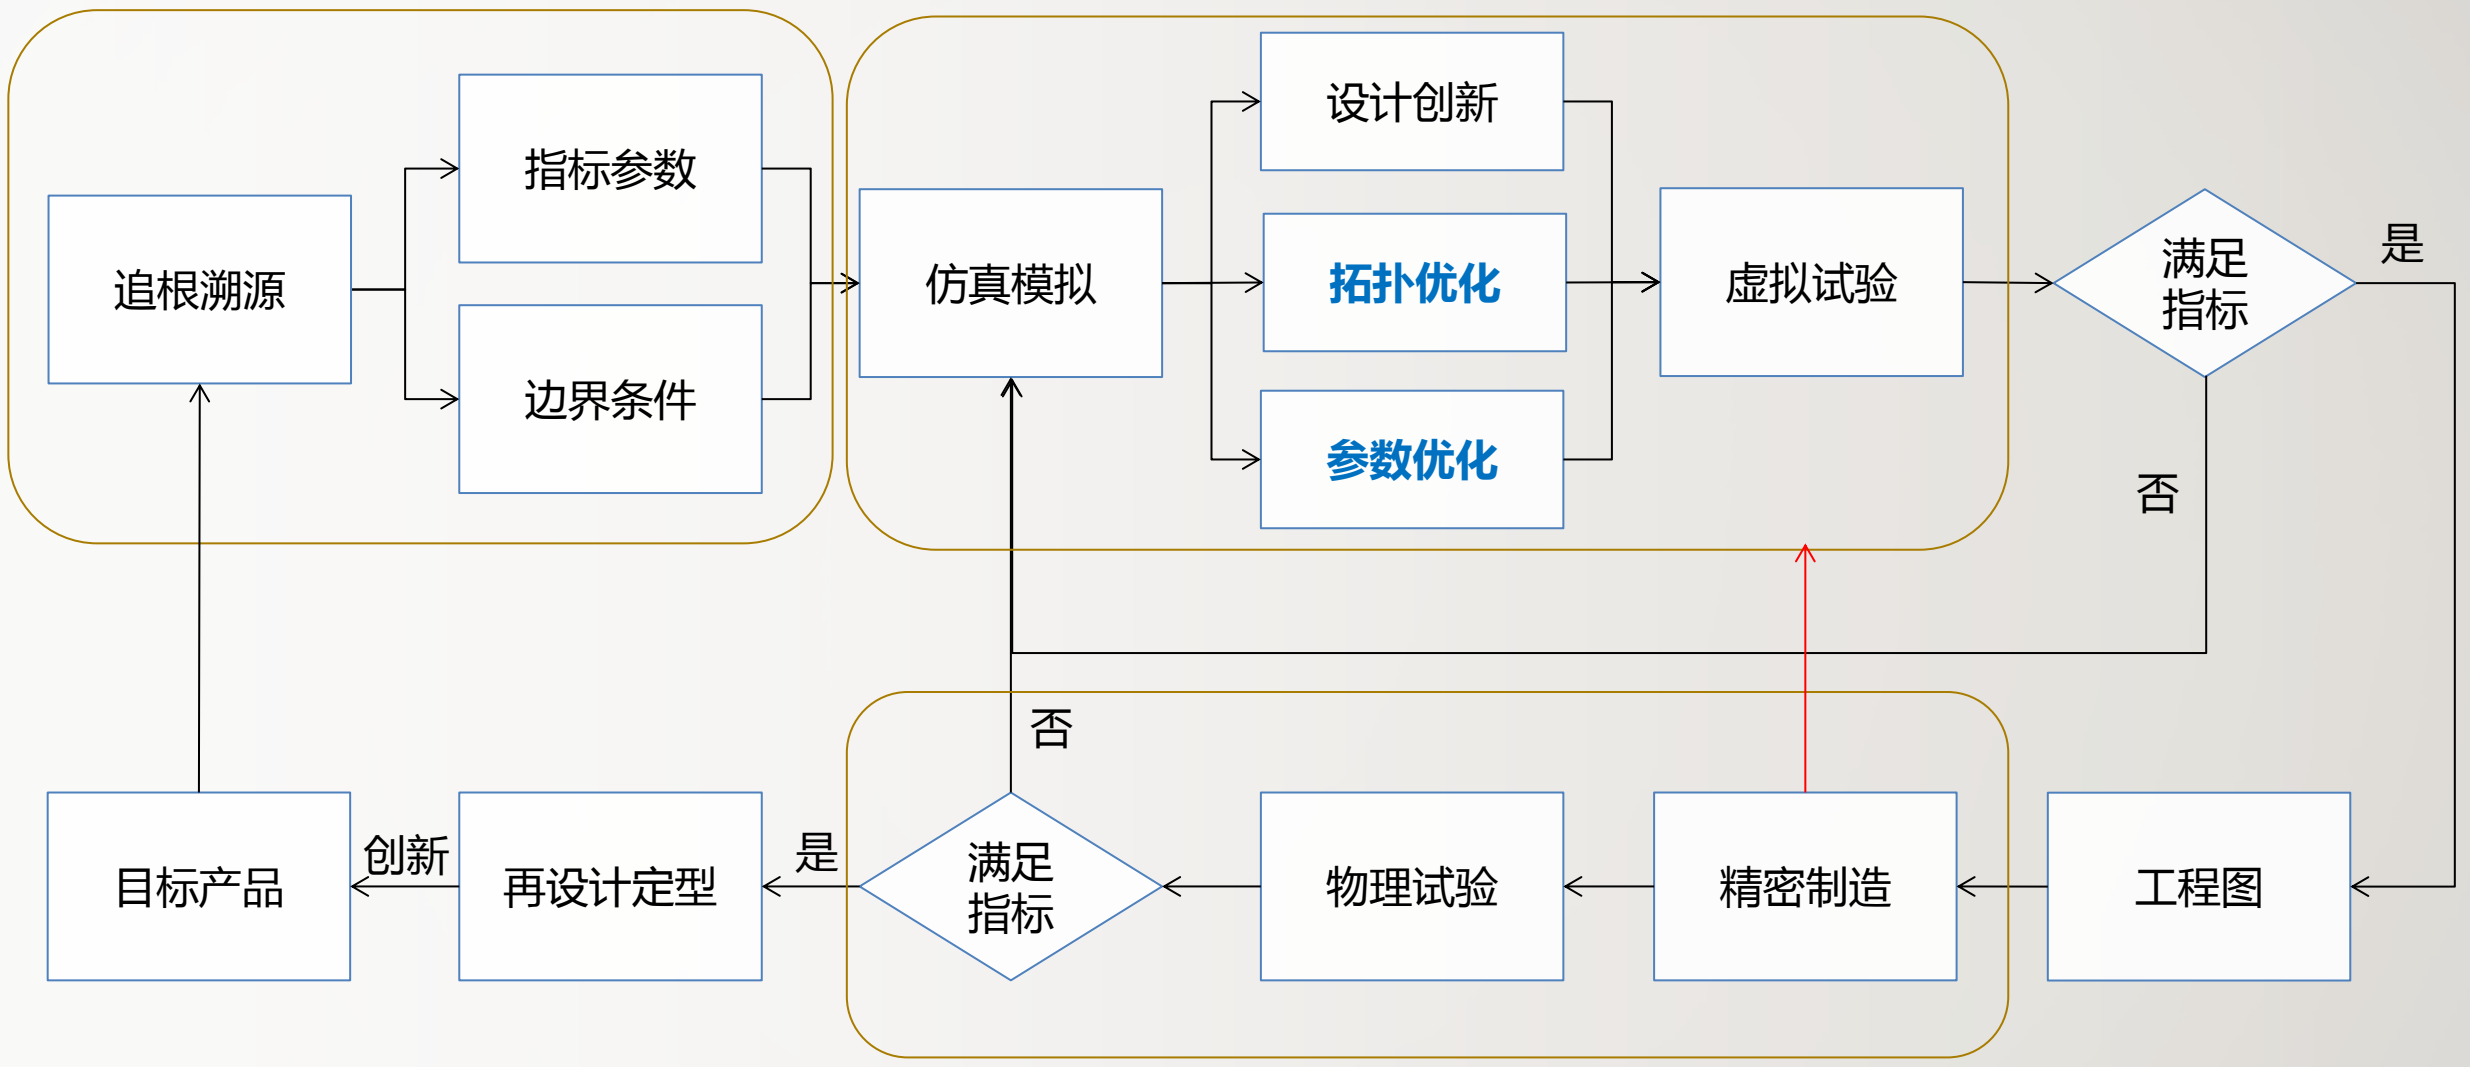 设计创新
指标参数
追根溯源
边界条件
仿真模拟
拓扑优化
参数优化
虚拟试验
满足
指标
是
否
否
目标产品
创新
再设计定型
是
满足
指标
物理试验
精密制造
工程图